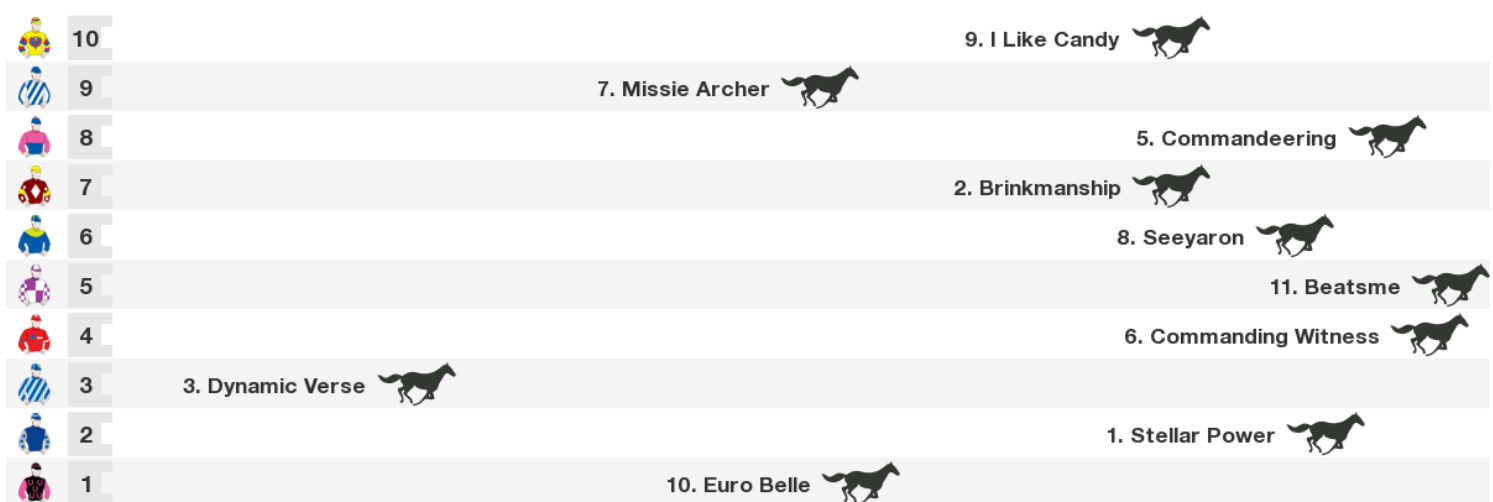 10 9. I Like Candy
9 7. Missie Archer
8 5. Commandeering
7 2. Brinkmanship
6 8. Seeyaron
5 11. Beatsme
4 6. Commanding Witness
3 3. Dynamic Verse
2 1. Stellar Power
1 10. Euro Belle